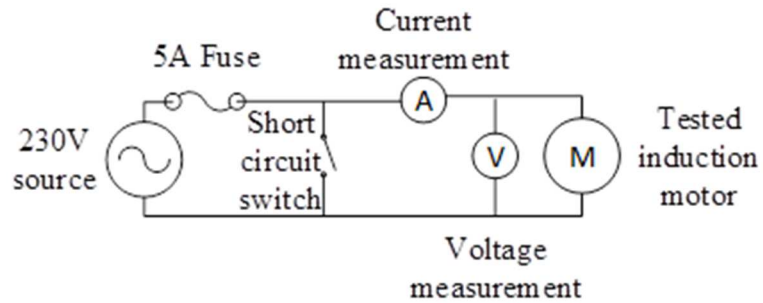 Current
measurement
5A Fuse
A
230V
source
Short
circuit
switch
V
M
Tested
induction
motor
Voltage
measurement